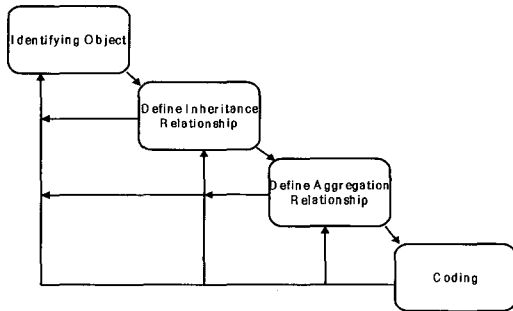 Identifying Object
Define Inheritance
Relationship
Define Aggregation
Relationship
Coding